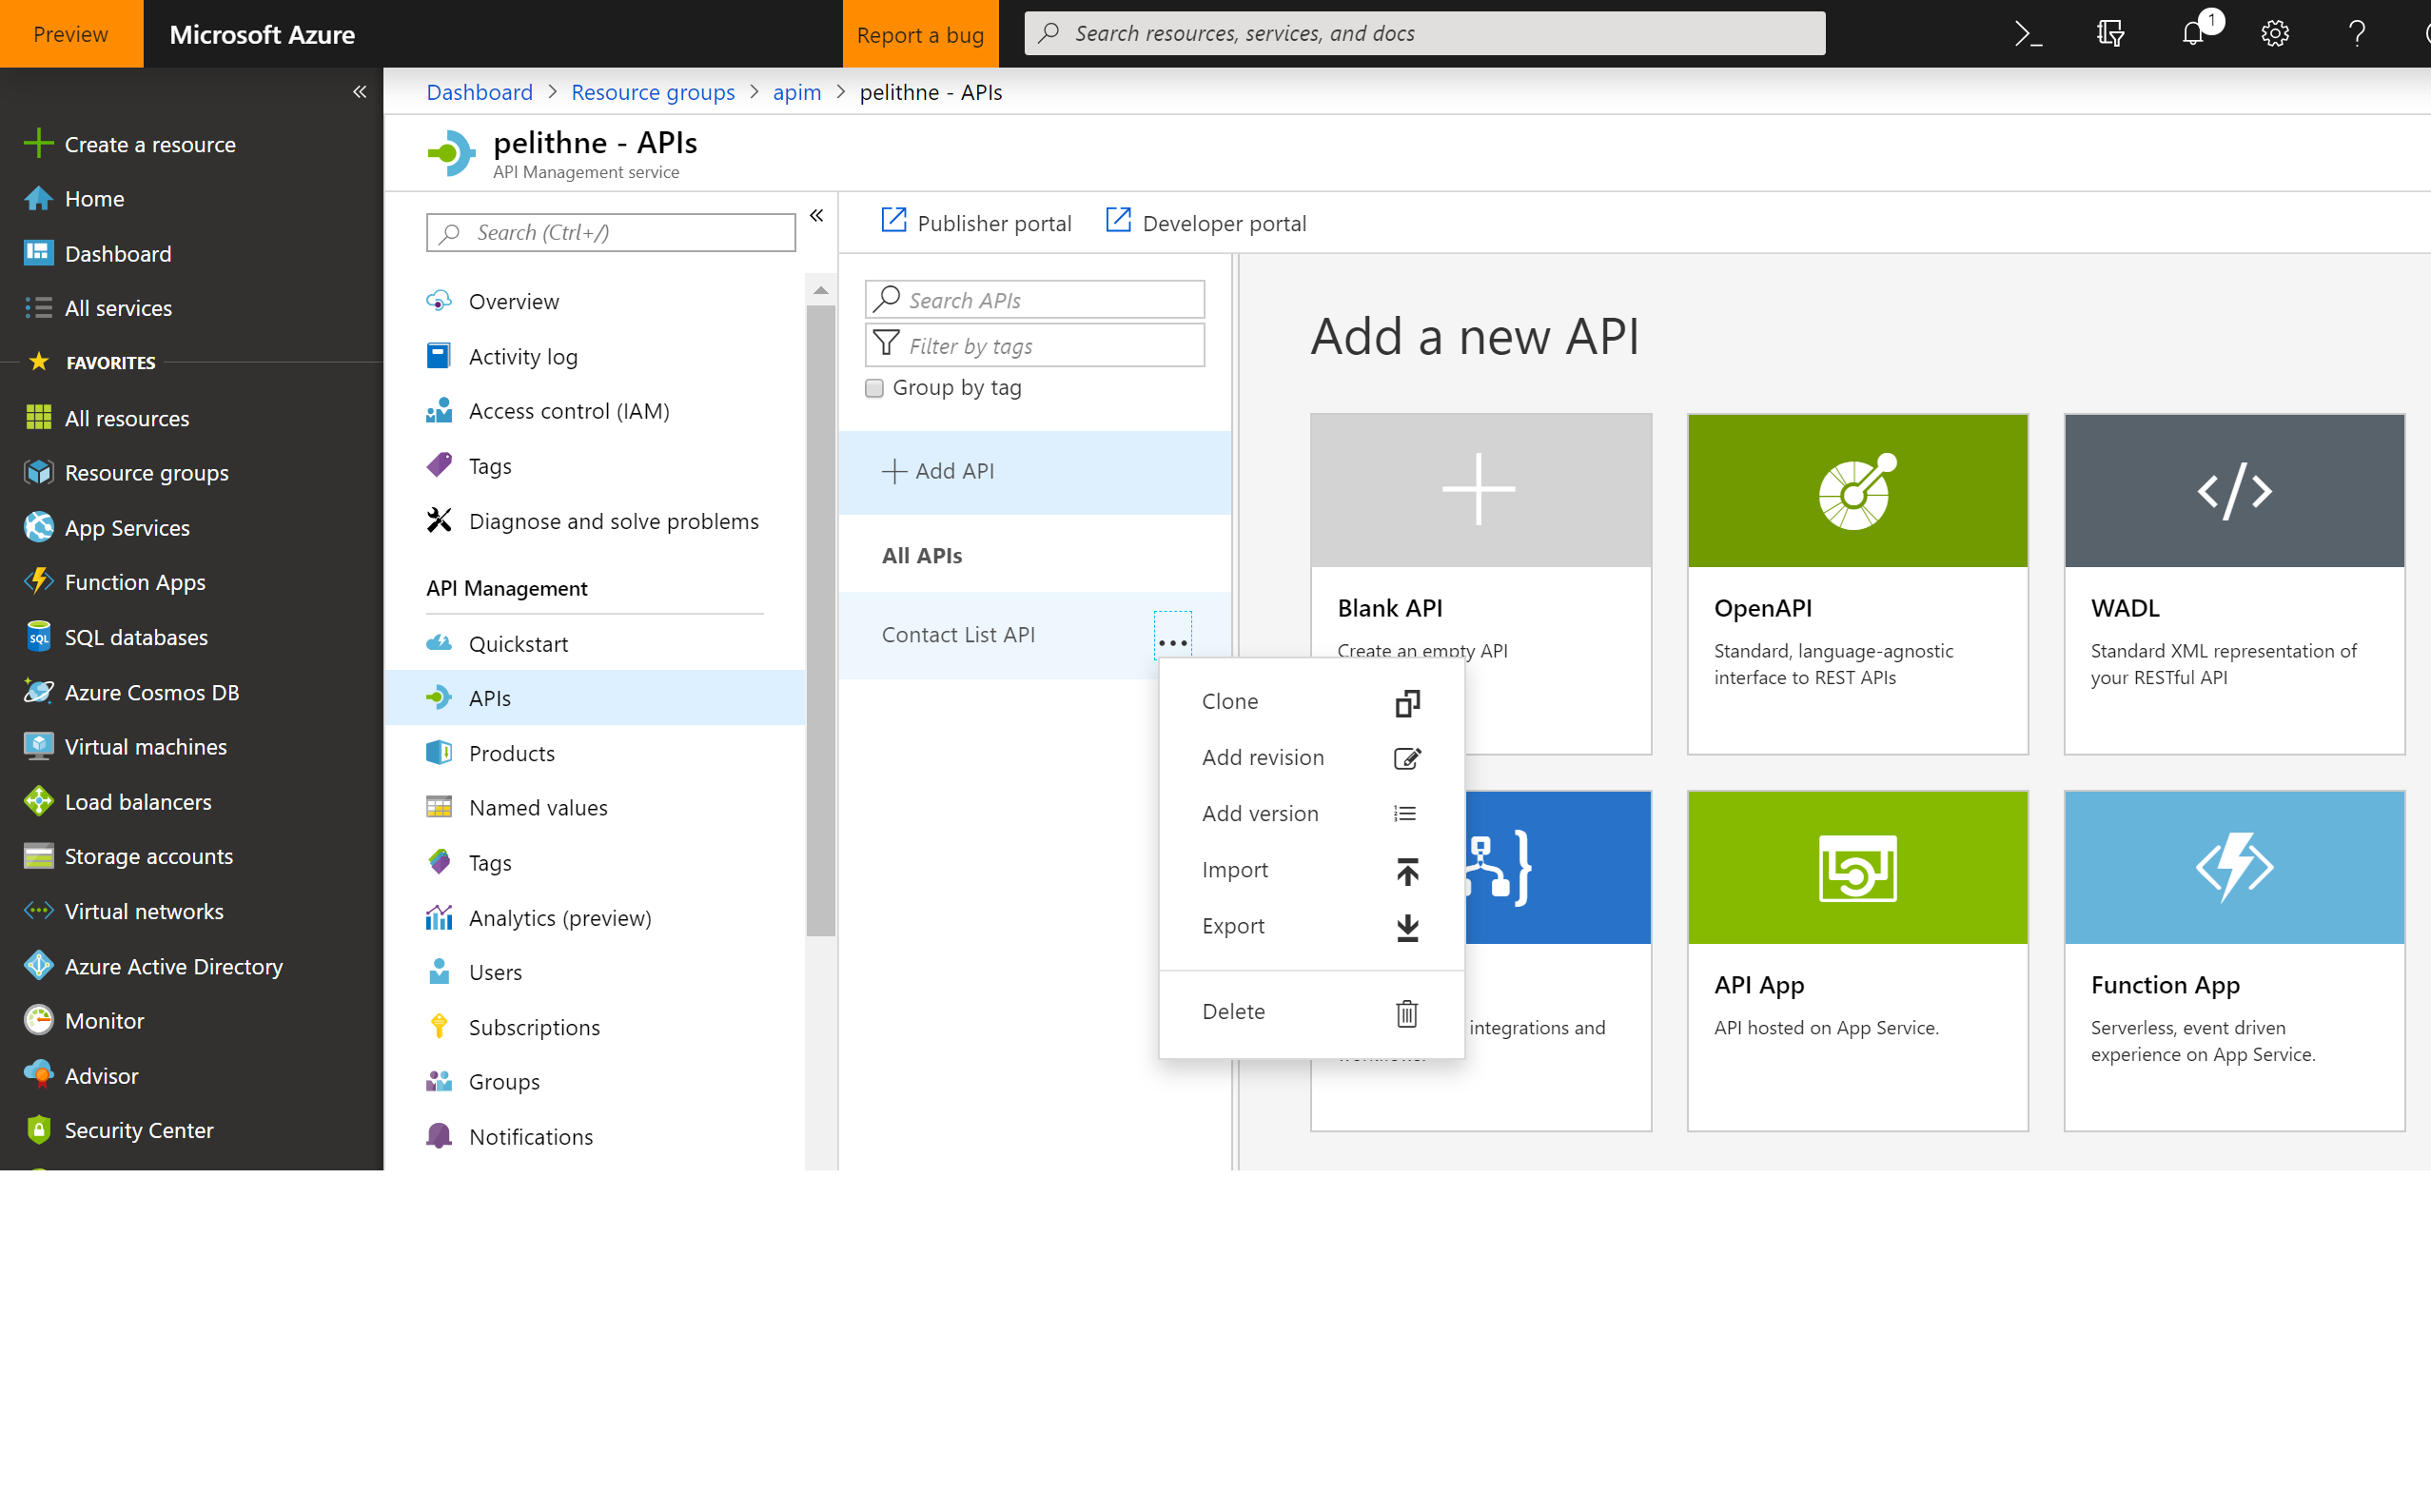 Preview
Microsoft Azure
Report a bug
Search resources, services, and docs
1
Create a resource
Home
Dashboard
All services
FAVORITES
All resources
Resource groups
App Services
Function Apps
SQL databases
Azure Cosmos DB
Virtual machines
Load balancers
Storage accounts
Virtual networks
Azure Active Directory
Monitor
Advisor
Security Center
Dashboard > Resource groups > apim > pelithne - APIs
pelithne - APIs
API Management service
Search (Ctrl+/)
Overview
Activity log
Access control (IAM)
Tags
Diagnose and solve problems
API Management
Quickstart
APIs
Products
Named values
Tags
Analytics (preview)
Users
Subscriptions
Groups
Notifications
Publisher portal
Developer portal
Search APIs
Filter by tags
Group by tag
Add API
All APIs
Contact List API
...
Clone
Add revision
Add version
Import
Export
Delete
Add a new API
Blank API
Create an empty API
OpenAPI
Standard, language-agnostic
interface to REST APIs
WADL
Standard XML representation of
your RESTful API
integrations and
API App
API hosted on App Service.
Function App
Serverless, event driven
experience on App Service.